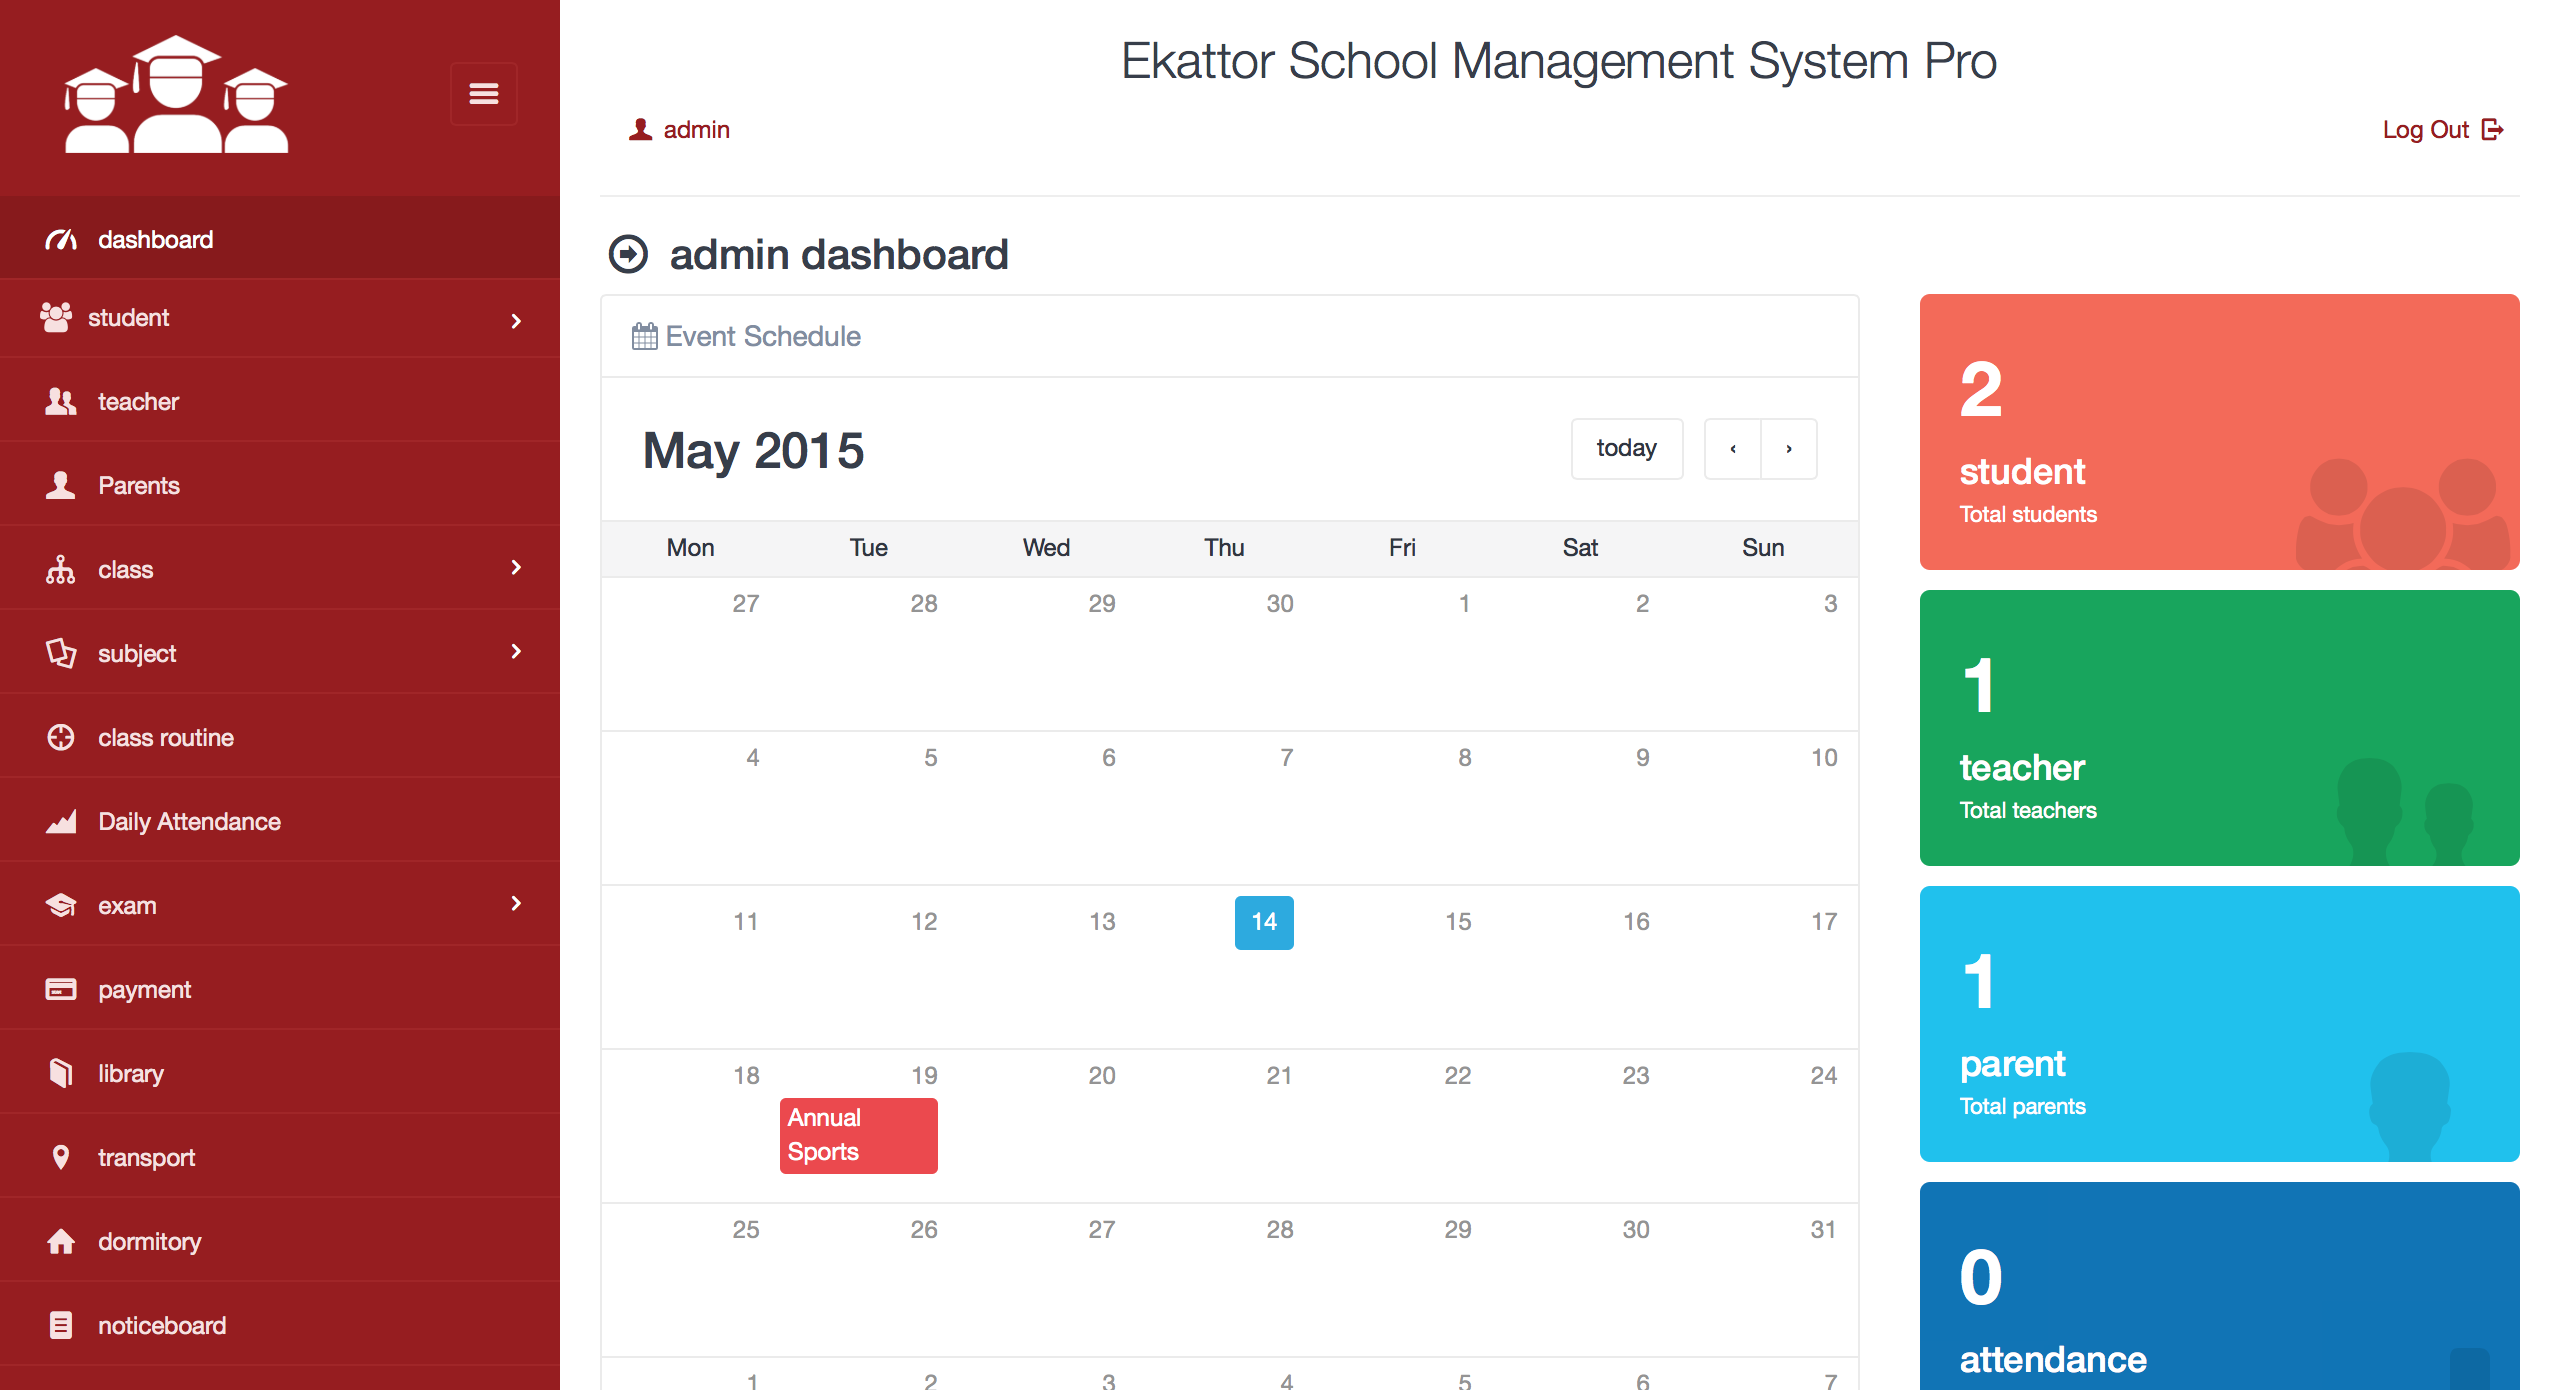 Ekattor School Management System Pro
admin
Log Out
dashboard
student
teacher
Parents
class
subject
class routine
Daily Attendance
exam
payment
library
transport
dormitory
noticeboard
admin dashboard
Event Schedule
May 2015
today
‹ ›
Mon Tue Wed Thu Fri Sat Sun
27 28 29 30 1 2 3
4 5 6 7 8 9 10
11 12 13 14 15 16 17
18 19 20 21 22 23 24
Annual
Sports
25 26 27 28 29 30 31
1 2 3 4 5 6 7
2
student
Total students
1
teacher
Total teachers
1
parent
Total parents
0
attendance